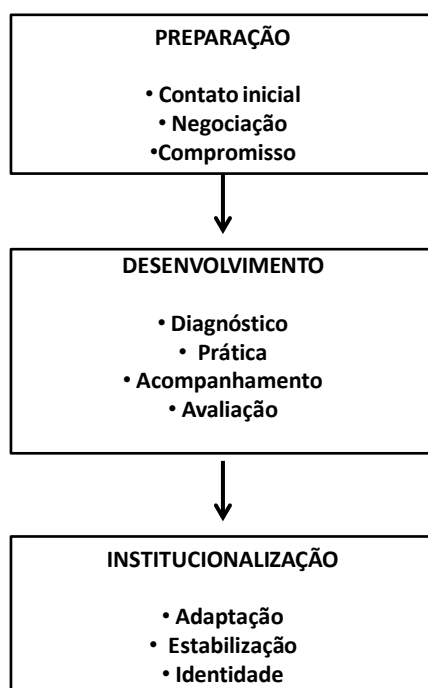 PREPARAÇÃO
• Contato inicial
• Negociação
•Compromisso
DESENVOLVIMENTO
• Diagnóstico
• Prática
• Acompanhamento
• Avaliação
INSTITUCIONALIZAÇÃO
• Adaptação
• Estabilização
• Identidade